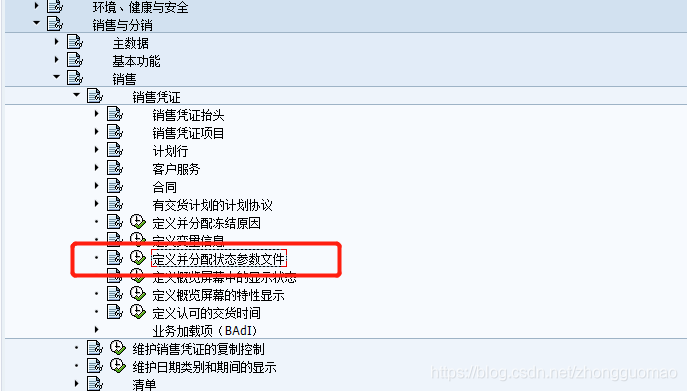 环境、健康与安全
销售与分销
主数据
基本功能
销售
销售凭证
销售凭证抬头
销售凭证项目
计划行
客户服务
合同
有交货计划的计划协议
定义并分配冻结原因
定义变量信息
定义并分配状态参数文件
定义概览屏幕中的显示状态
定义概览屏幕的特性显示
定义认可的交货时间
业务加载项（BAdI）
维护销售凭证的复制控制
维护日期类别和期间的显示
清单
https://blog.csdn.net/zhongguomao